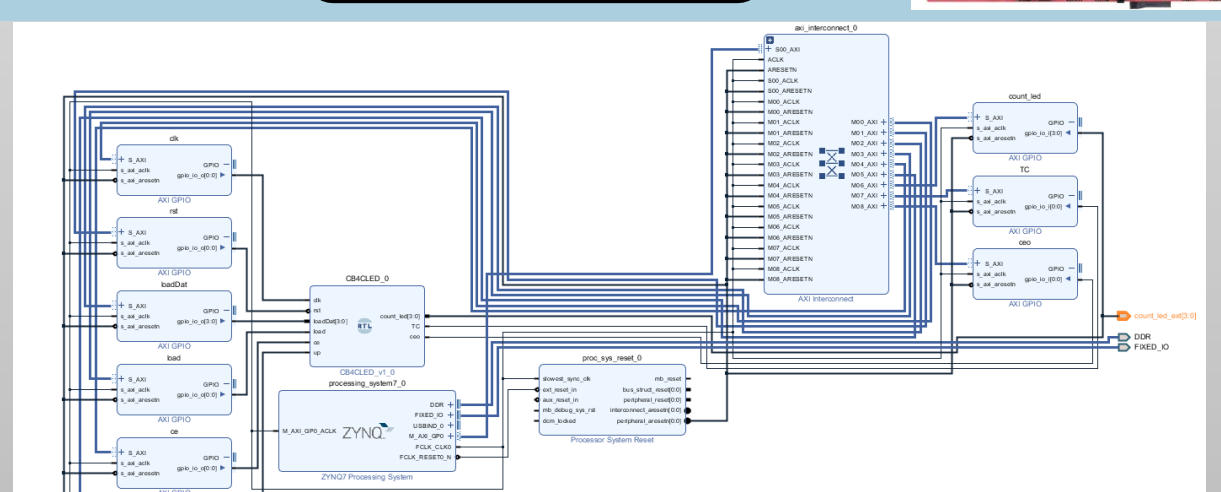 axi_interconnect_0
S00_AXI
ACLK
ARESETN
S00_ACLK
S00_ARESETN
M00_ACLK
M00_ARESETN
M01_ACLK
M01_ARESETN
M02_ACLK
M02_ARESETN
M03_ACLK
M03_ARESETN
M04_ACLK
M04_ARESETN
M05_ACLK
M05_ARESETN
M06_ACLK
M06_ARESETN
M07_ACLK
M07_ARESETN
M08_ACLK
M08_ARESETN
M00_AXI
M01_AXI
M02_AXI
M03_AXI
M04_AXI
M05_AXI
M06_AXI
M07_AXI
M08_AXI
AXI Interconnect
count_led
S_AXI
s_axi_aclk
s_axi_aresetn
GPIO
gpio_io_i[3:0]
AXI GPIO
TC
S_AXI
s_axi_aclk
s_axi_aresetn
GPIO
gpio_io_i[0:0]
AXI GPIO
ceo
S_AXI
s_axi_aclk
s_axi_aresetn
GPIO
gpio_io_i[0:0]
AXI GPIO
count_led_ext[3:0]
DDR
FIXED_IO
clk
S_AXI
s_axi_aclk
s_axi_aresetn
GPIO
gpio_io_o[0:0]
AXI GPIO
rst
S_AXI
s_axi_aclk
s_axi_aresetn
GPIO
gpio_io_o[0:0]
AXI GPIO
loadDat
S_AXI
s_axi_aclk
s_axi_aresetn
GPIO
gpio_io_o[3:0]
AXI GPIO
load
S_AXI
s_axi_aclk
s_axi_aresetn
GPIO
gpio_io_o[0:0]
AXI GPIO
ce
S_AXI
s_axi_aclk
s_axi_aresetn
GPIO
gpio_io_o[0:0]
AXI GPIO
CB4CLED_0
clk
rst
loadDat[3:0]
load
ce
up
RTL
count_led[3:0]
TC
ceo
CB4CLED_v1_0
processing_system7_0
M_AXI_GP0_ACLK
ZYNQ
DDR
FIXED_IO
USBIND_0
M_AXI_GP0
FCLK_CLK0
FCLK_RESET0_N
ZYNQ7 Processing System
proc_sys_reset_0
slowest_sync_clk
ext_reset_in
aux_reset_in
mb_debug_sys_rst
dcm_locked
mb_reset
bus_struct_reset[0:0]
peripheral_reset[0:0]
interconnect_aresetn[0:0]
peripheral_aresetn[0:0]
Processor System Reset